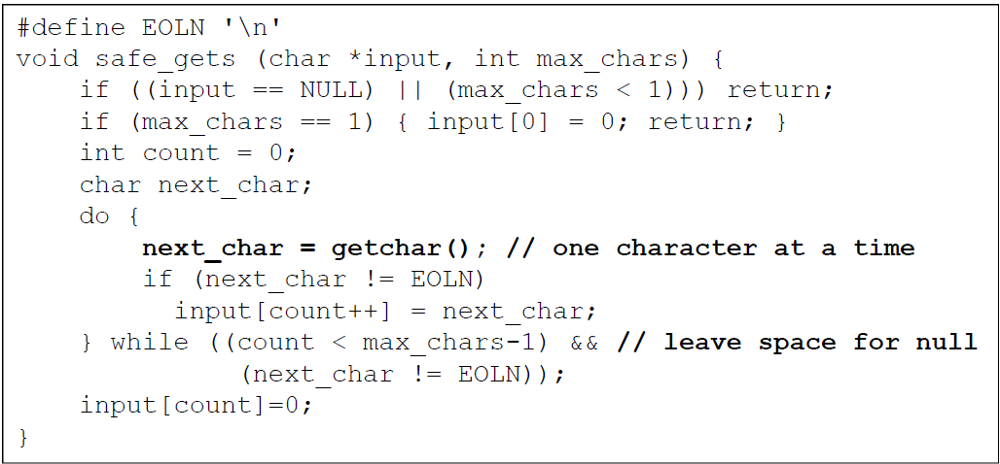 #define EOLN '\n'
void safe_gets (char *input, int max_chars) {
    if ((input == NULL) || (max_chars < 1))) return;
    if (max_chars == 1) { input[0] = 0; return; }
    int count = 0;
    char next_char;
    do {
        next_char = getchar(); // one character at a time
        if (next_char != EOLN)
          input[count++] = next_char;
    } while ((count < max_chars-1) && // leave space for null
              (next_char != EOLN));
    input[count]=0;
}